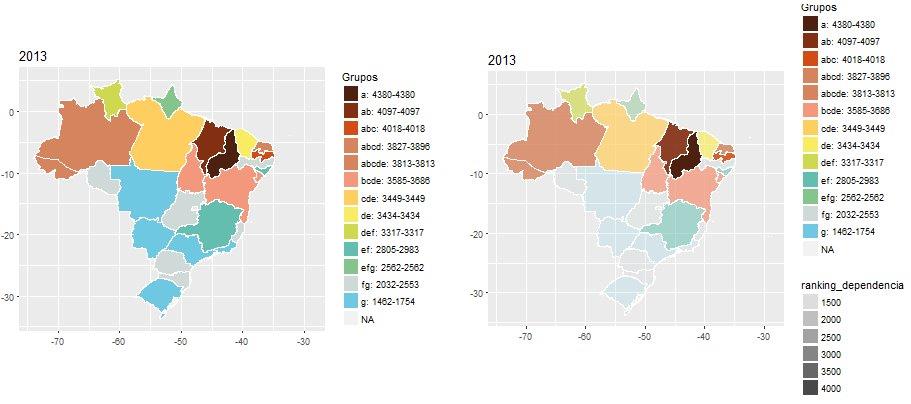 2013
Grupos
a: 4380-4380
ab: 4097-4097
abc: 4018-4018
abcd: 3827-3896
abcde: 3813-3813
bcde: 3585-3686
cde: 3449-3449
de: 3434-3434
def: 3317-3317
ef: 2805-2983
efg: 2562-2562
fg: 2032-2553
g: 1462-1754
NA
0
-10
-20
-30
-70
-60
-50
-40
-30
2013
Grupos
a: 4380-4380
ab: 4097-4097
abc: 4018-4018
abcd: 3827-3896
abcde: 3813-3813
bcde: 3585-3686
cde: 3449-3449
de: 3434-3434
def: 3317-3317
ef: 2805-2983
efg: 2562-2562
fg: 2032-2553
g: 1462-1754
NA
ranking_dependencia
1500
2000
2500
3000
3500
4000
0
-10
-20
-30
-70
-60
-50
-40
-30